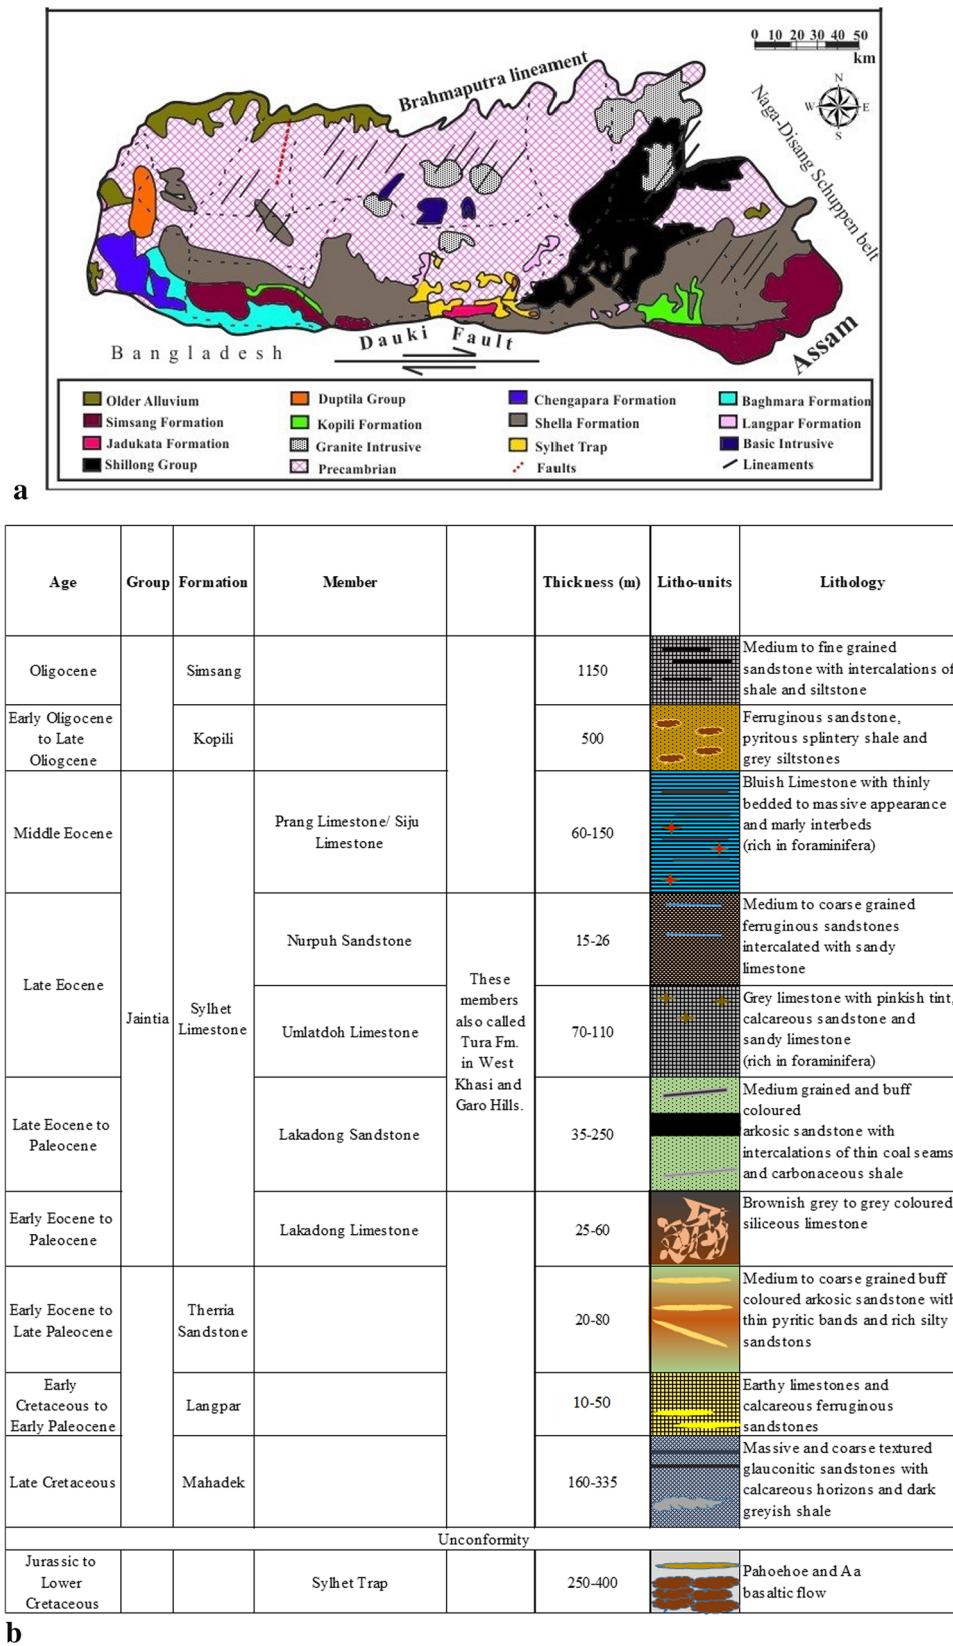 0 10 20 30 40 50
km
Brahmaputra lineament
N
W E
S
Naga-Disang Schuppen belt
Dauki Fault
Bangladesh
Assam
Older Alluvium
Duptila Group
Chengapara Formation
Baghmara Formation
Simsang Formation
Kopili Formation
Shella Formation
Langpar Formation
Jadukata Formation
Granite Intrusive
Sylhet Trap
Basic Intrusive
Shillong Group
Precambrian
Faults
Lineaments
a
Age
Group
Formation
Member
Thickness (m)
Litho-units
Lithology
Oligocene
Simsang
1150
Medium to fine grained
sandstone with intercalations of
shale and siltstone
Early Oligocene
to Late
Oliogcene
Kopili
500
Ferruginous sandstone,
pyritous splintery shale and
grey siltstones
Middle Eocene
Prang Limestone/ Siju
Limestone
60-150
Bluish Limestone with thinly
bedded to massive appearance
and marly interbeds
(rich in foraminifera)
Late Eocene
Jaintia
Sylhet
Limestone
Nurpuh Sandstone
These
members
also called
Tura Fm.
in West
Khasi and
Garo Hills.
15-26
Medium to coarse grained
ferruginous sandstones
intercalated with sandy
limestone
Umlatdoh Limestone
70-110
Grey limestone with pinkish tint,
calcareous sandstone and
sandy limestone
(rich in foraminifera)
Late Eocene to
Paleocene
Lakadong Sandstone
35-250
Medium grained and buff
coloured
arkosic sandstone with
intercalations of thin coal seams
and carbonaceous shale
Early Eocene to
Paleocene
Lakadong Limestone
25-60
Brownish grey to grey coloured
siliceous limestone
Early Eocene to
Late Paleocene
Therria
Sandstone
20-80
Medium to coarse grained buff
coloured arkosic sandstone with
thin pyritic bands and rich silty
sandstons
Early
Cretaceous to
Early Paleocene
Langpar
10-50
Earthy limestones and
calcareous ferruginous
sandstones
Late Cretaceous
Mahadek
160-335
Massive and coarse textured
glauconitic sandstones with
calcareous horizons and dark
greyish shale
Unconformity
Jurassic to
Lower
Cretaceous
Sylhet Trap
250-400
Pahoehoe and Aa
basaltic flow
b